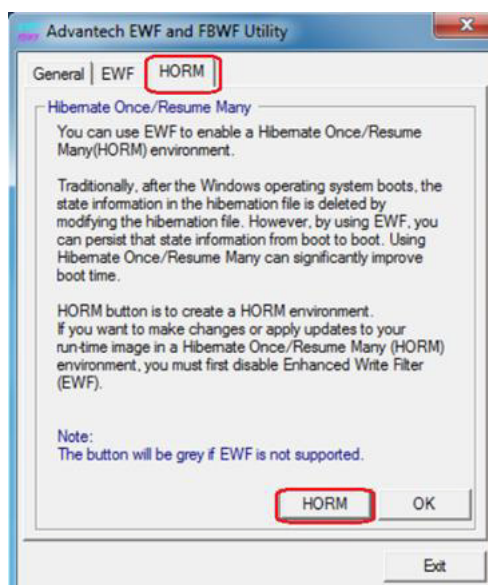 Advantech EWF and FBWF Utility
General
EWF
HORM
Hibernate Once/Resume Many
You can use EWF to enable a Hibernate Once/Resume
Many(HORM) environment.
Traditionally, after the Windows operating system boots, the
state information in the hibernation file is deleted by
modifying the hibernation file. However, by using EWF, you
can persist that state information from boot to boot. Using
Hibernate Once/Resume Many can significantly improve
boot time.
HORM button is to create a HORM environment.
If you want to make changes or apply updates to your
run-time image in a Hibernate Once/Resume Many (HORM)
environment, you must first disable Enhanced Write Filter
(EWF).
Note:
The button will be grey if EWF is not supported.
HORM
OK
Exit